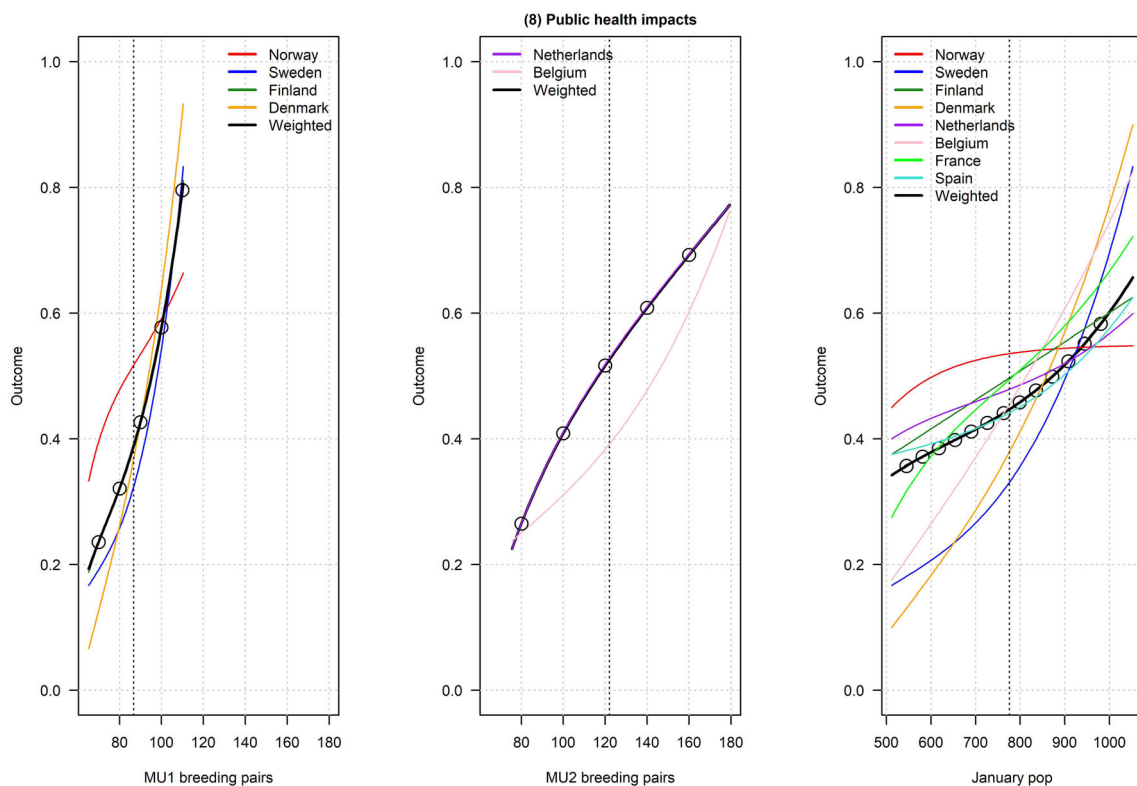 (8) Public health impacts
Norway
Sweden
Finland
Denmark
Weighted
1.0
0.8
0.6
0.4
0.2
0.0
Outcome
80 100 120 140 160 180
MU1 breeding pairs
Netherlands
Belgium
Weighted
1.0
0.8
0.6
0.4
0.2
0.0
Outcome
80 100 120 140 160 180
MU2 breeding pairs
Norway
Sweden
Finland
Denmark
Netherlands
Belgium
France
Spain
Weighted
1.0
0.8
0.6
0.4
0.2
0.0
Outcome
500 600 700 800 900 1000
January pop